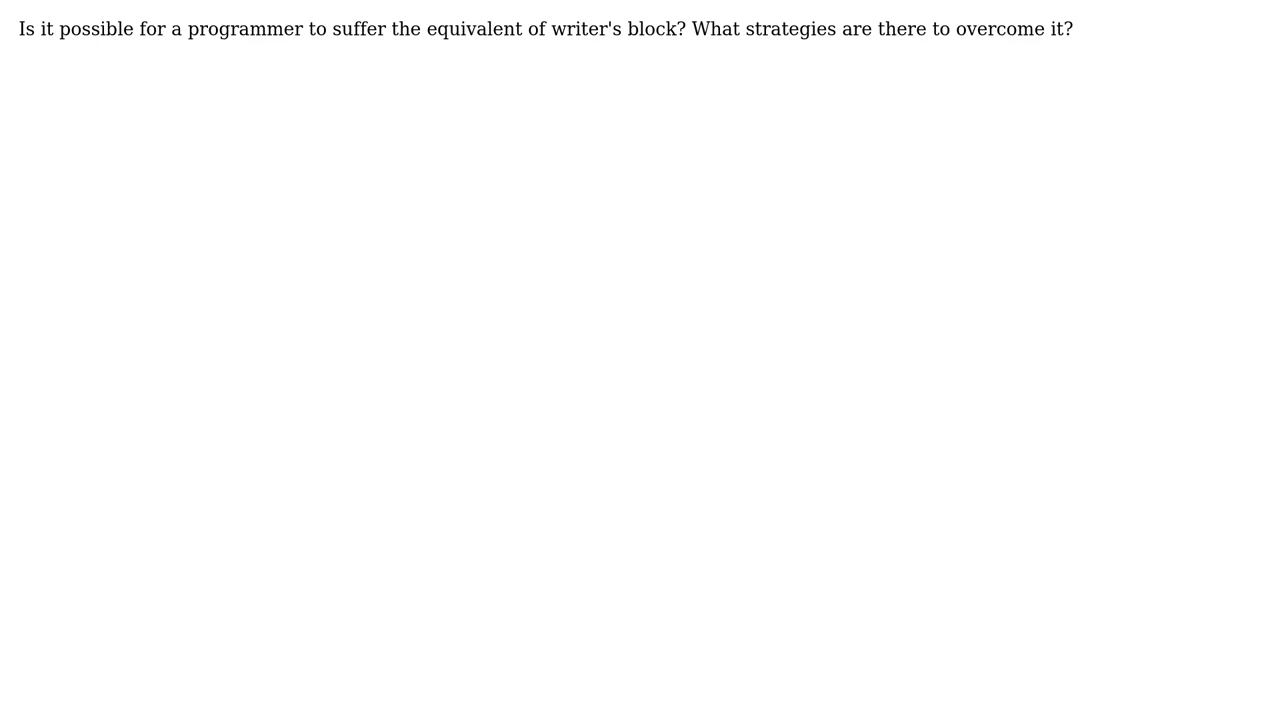 Is it possible for a programmer to suffer the equivalent of writer's block? What strategies are there to overcome it?